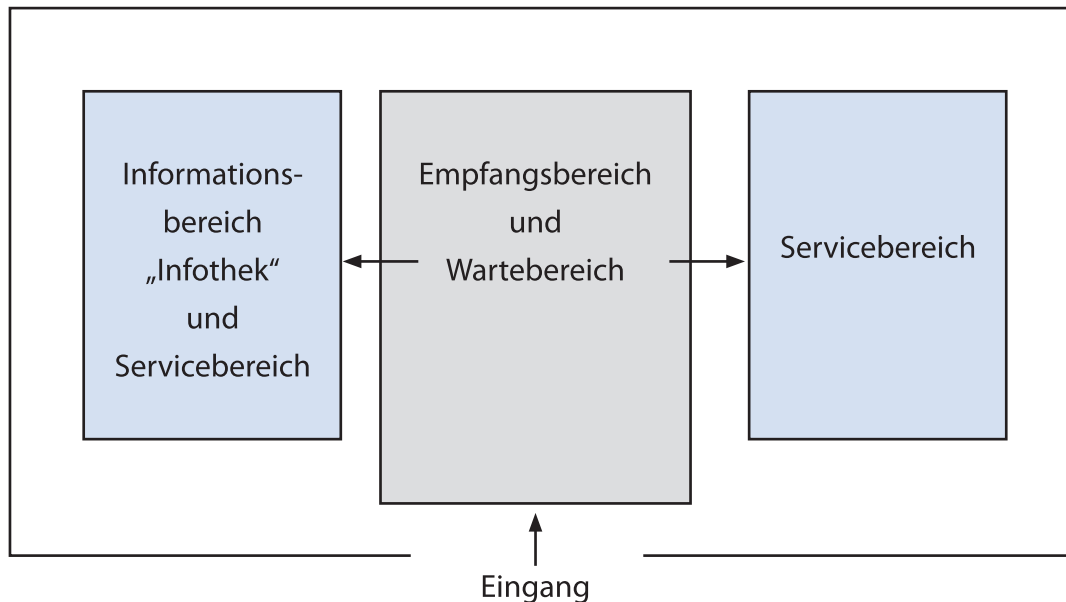 Informations-
bereich
„Infothek“
und
Servicebereich
Empfangsbereich
und
Wartebereich
Servicebereich
Eingang